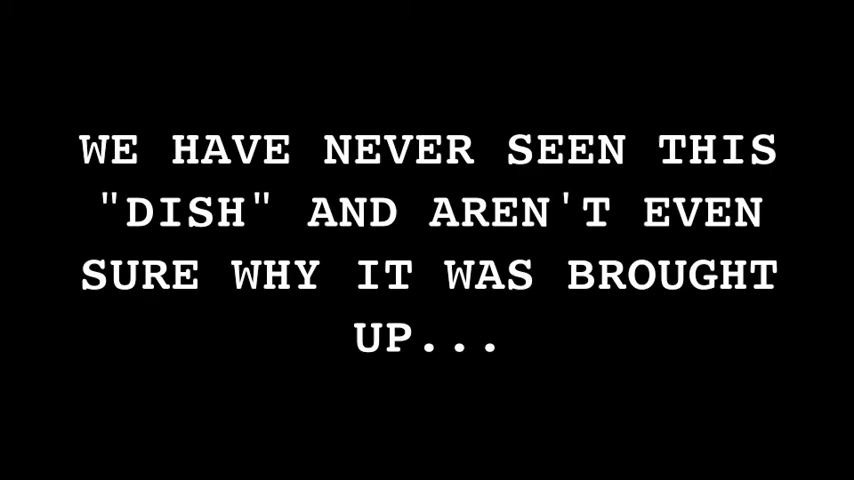 WE HAVE NEVER SEEN THIS
"DISH" AND AREN'T EVEN
SURE WHY IT WAS BROUGHT
UP...